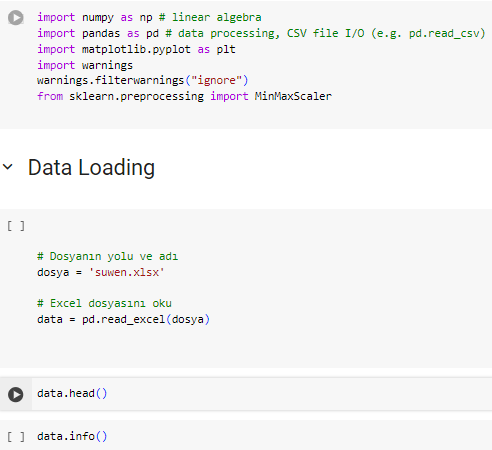 import numpy as np # linear algebra
import pandas as pd # data processing, CSV file I/O (e.g. pd.read_csv)
import matplotlib.pyplot as plt
import warnings
warnings.filterwarnings("ignore")
from sklearn.preprocessing import MinMaxScaler
Data Loading
[ ]
# Dosyanın yolu ve adı
dosya = 'suwen.xlsx'
# Excel dosyasını oku
data = pd.read_excel(dosya)
data.head()
[ ] data.info()